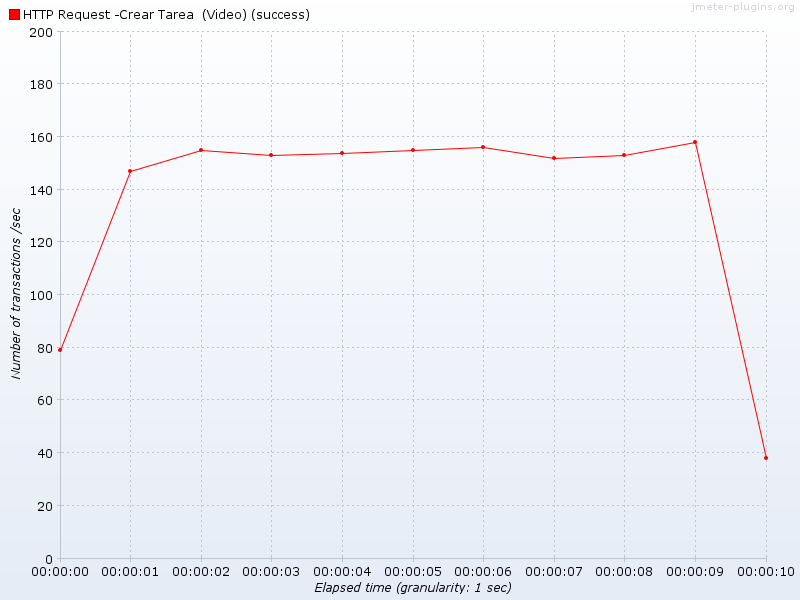 jmeter-plugins.org
HTTP Request -Crear Tarea  (Video) (success)
200
180
160
140
120
100
80
60
40
20
0
Number of transactions /sec
00:00:00 00:00:01 00:00:02 00:00:03 00:00:04 00:00:05 00:00:06 00:00:07 00:00:08 00:00:09 00:00:10
Elapsed time (granularity: 1 sec)